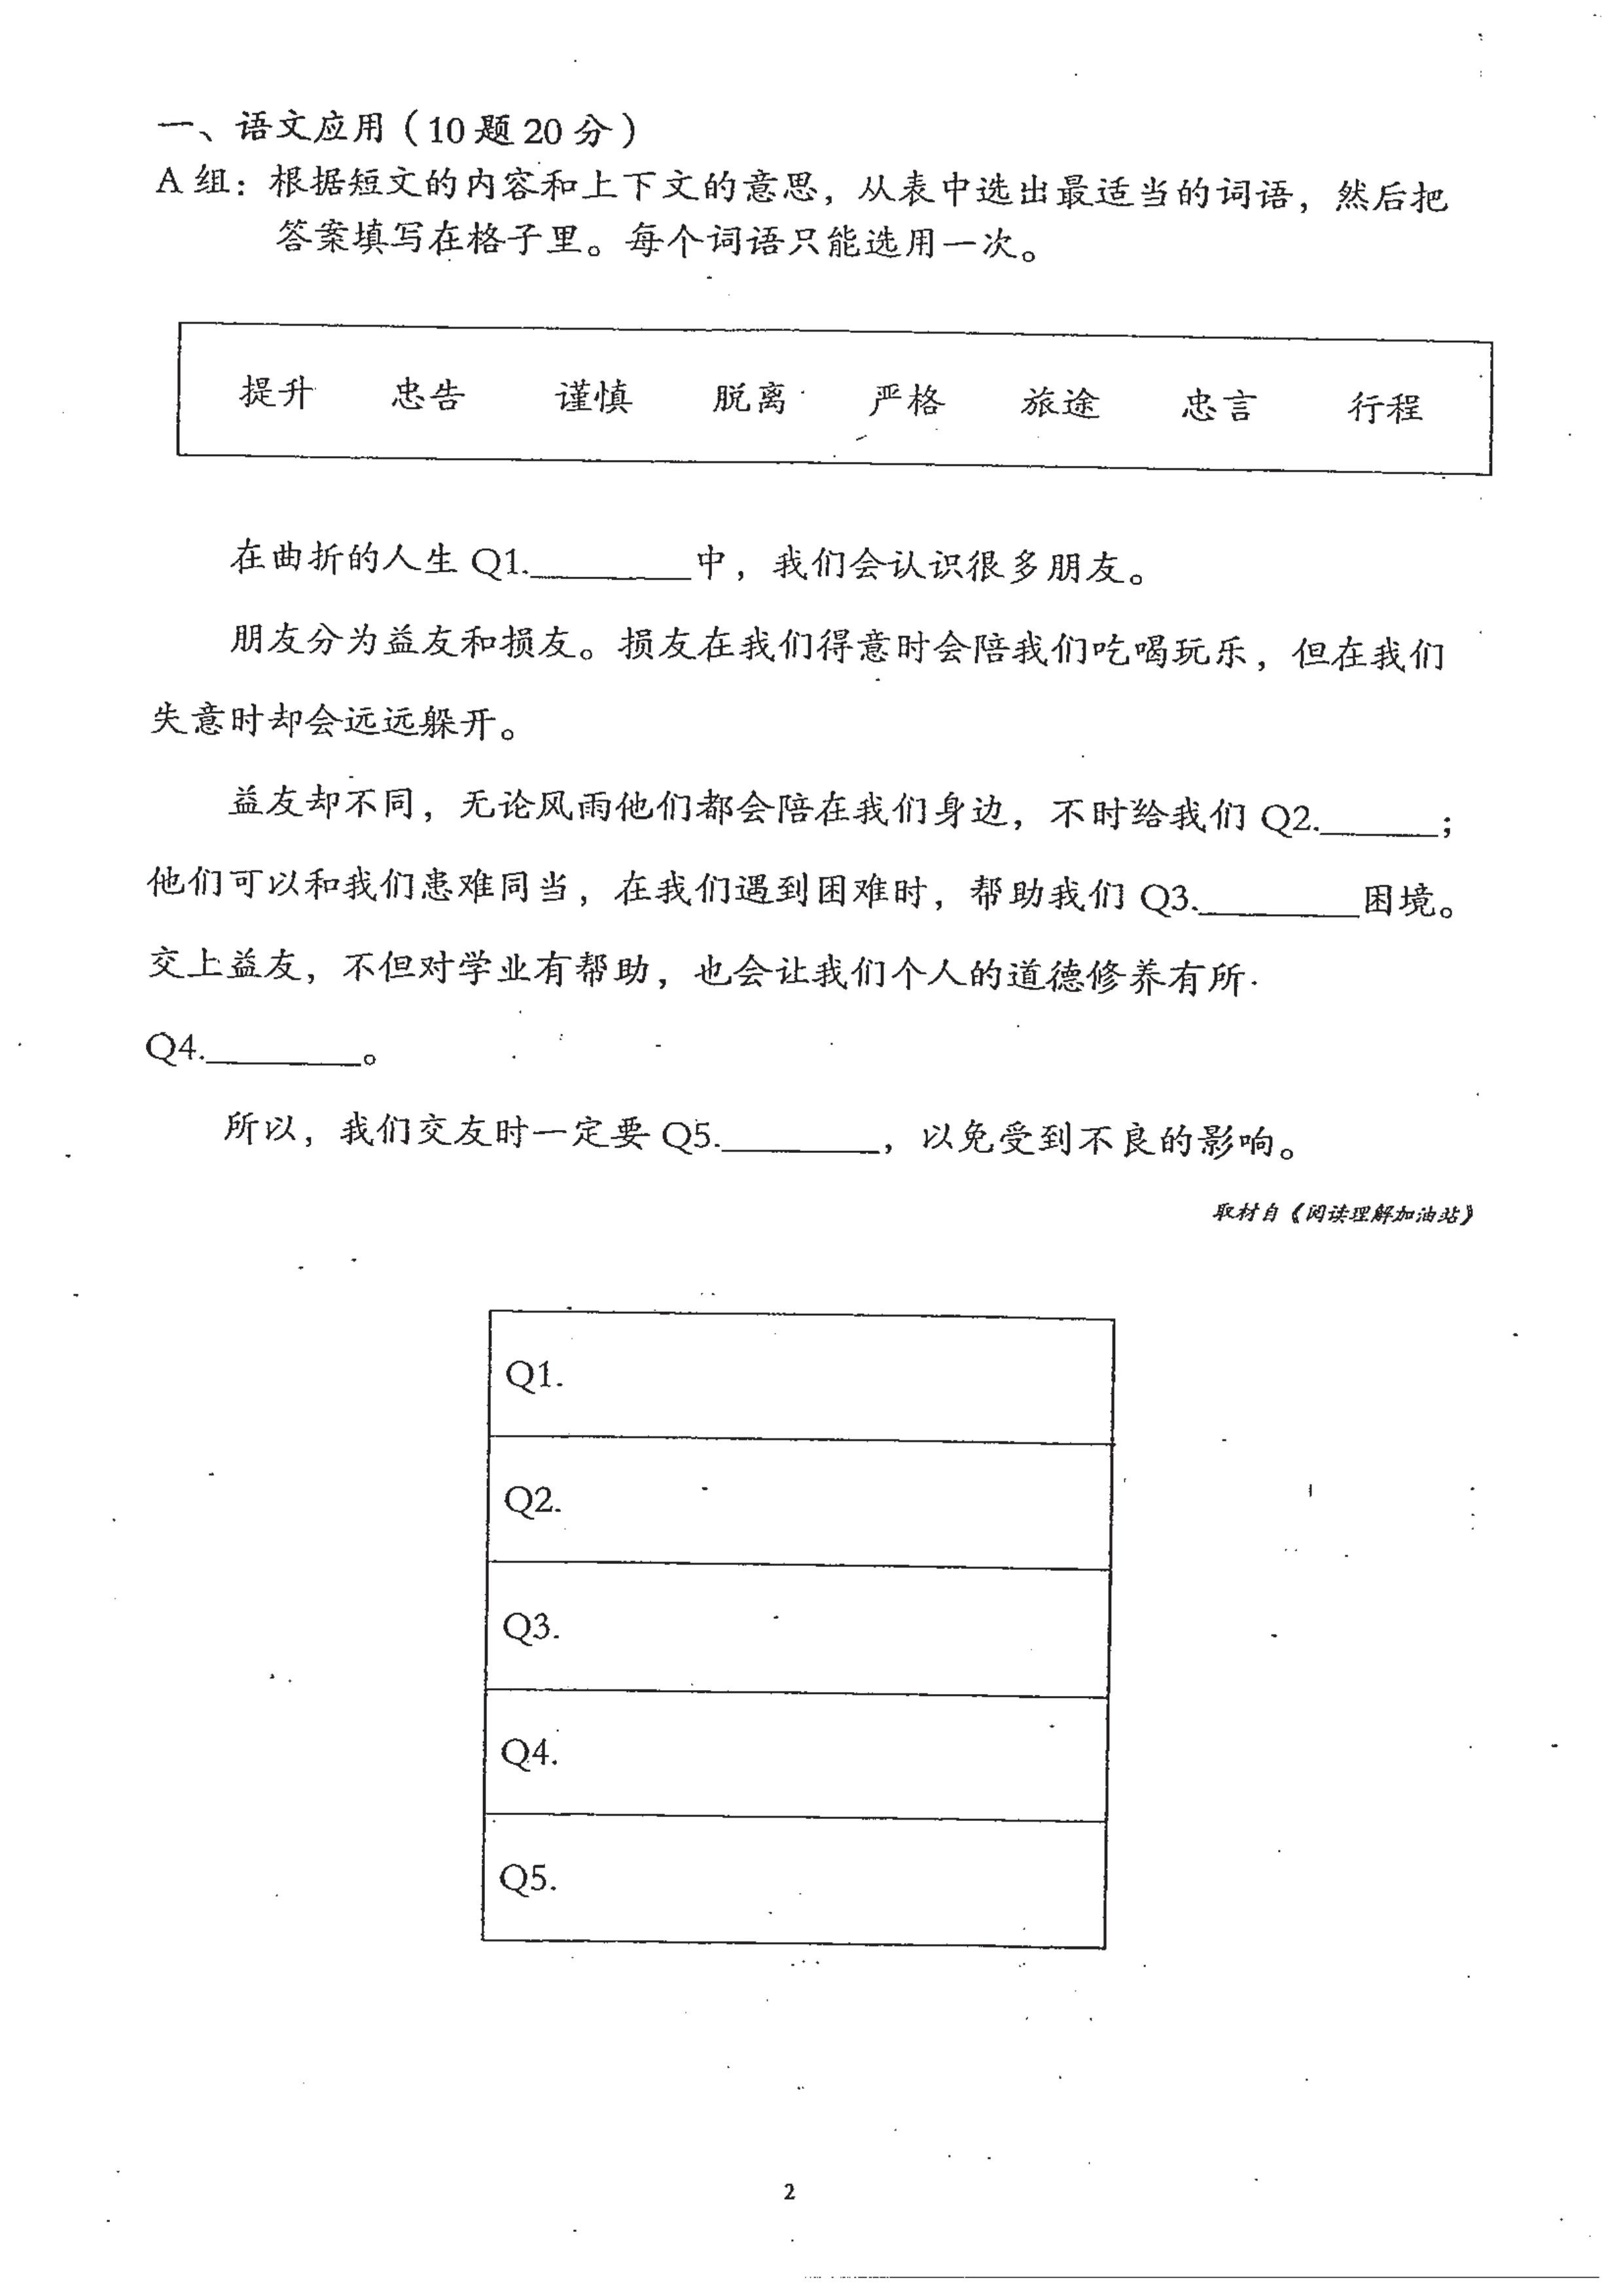 一、语文应用（10题20分）
A组：根据短文的内容和上下文的意思，从表中选出最适当的词语，然后把
答案填写在格子里。每个词语只能选用一次。
提升 忠告 谨慎 脱离 严格 旅途 忠言 行程
在曲折的人生Q1.________中，我们会认识很多朋友。
朋友分为益友和损友。损友在我们得意时会陪我们吃喝玩乐，但在我们
失意时却会远远躲开。
益友却不同，无论风雨他们都会陪在我们身边，不时给我们Q2.______；
他们可以和我们患难同当，在我们遇到困难时，帮助我们Q3.________困境。
交上益友，不但对学业有帮助，也会让我们个人的道德修养有所
Q4.________。
所以，我们交友时一定要Q5.________，以免受到不良的影响。
取材自《阅读理解加油站》
Q1.
Q2.
Q3.
Q4.
Q5.
2